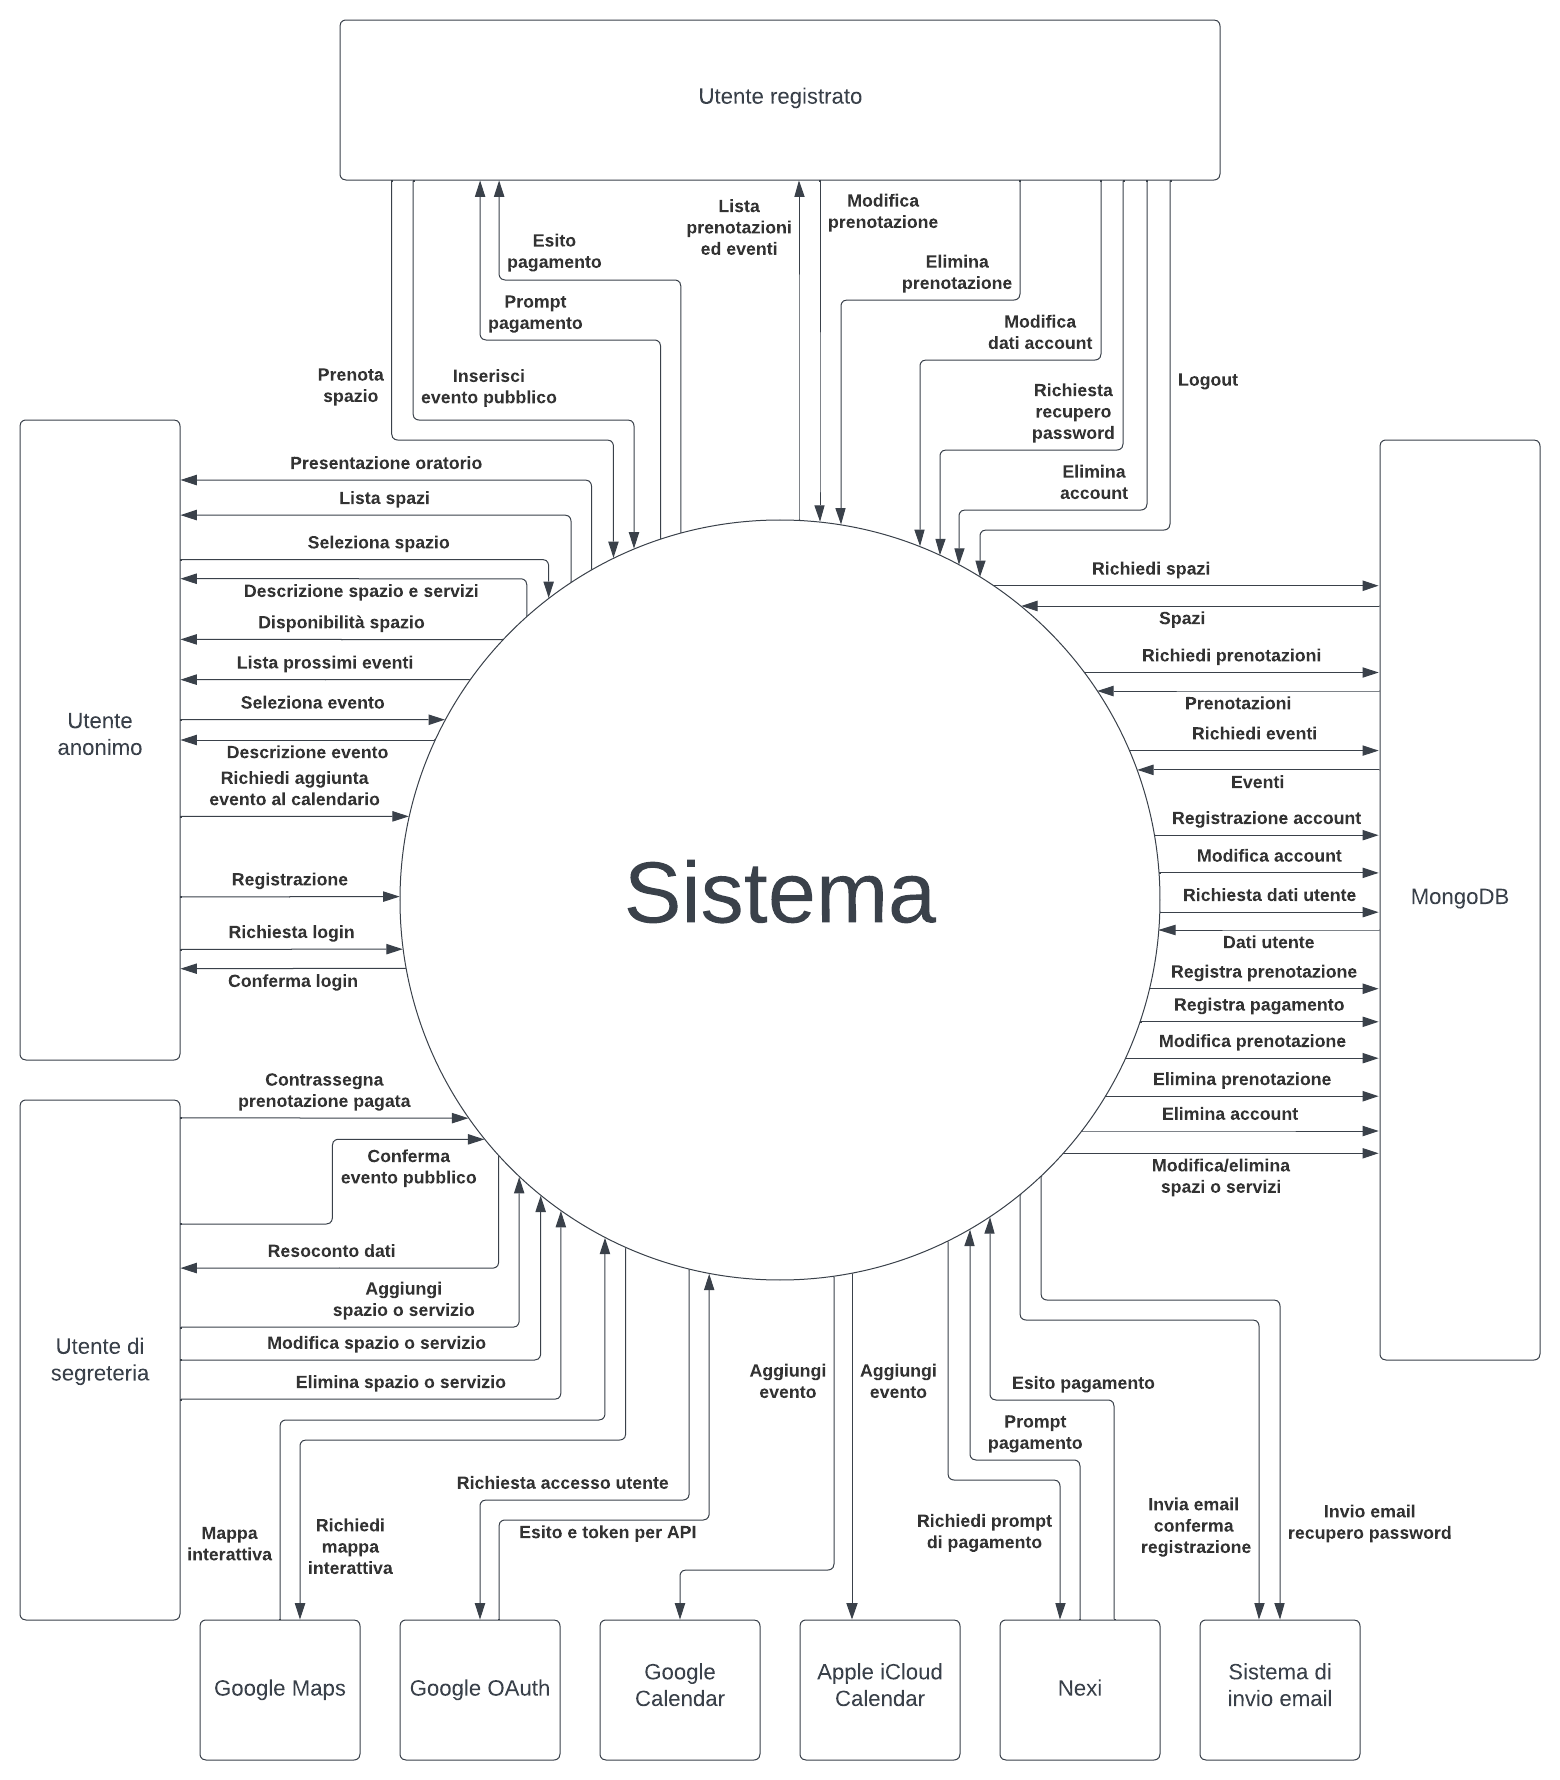 Utente registrato
Lista
prenotazioni
ed eventi
Modifica
prenotazione
Esito
pagamento
Elimina
prenotazione
Prompt
pagamento
Modifica
dati account
Prenota
spazio
Inserisci
evento pubblico
Richiesta
recupero
password
Logout
Elimina
account
Presentazione oratorio
Lista spazi
Seleziona spazio
Descrizione spazio e servizi
Disponibilità spazio
Lista prossimi eventi
Seleziona evento
Descrizione evento
Richiedi aggiunta
evento al calendario
Registrazione
Richiesta login
Conferma login
Utente
anonimo
Sistema
Richiedi spazi
Spazi
Richiedi prenotazioni
Prenotazioni
Richiedi eventi
Eventi
Registrazione account
Modifica account
Richiesta dati utente
Dati utente
Registra prenotazione
Registra pagamento
Modifica prenotazione
Elimina prenotazione
Elimina account
Modifica/elimina
spazi o servizi
MongoDB
Contrassegna
prenotazione pagata
Conferma
evento pubblico
Resoconto dati
Aggiungi
spazio o servizio
Modifica spazio o servizio
Elimina spazio o servizio
Utente di
segreteria
Mappa
interattiva
Richiedi
mappa
interattiva
Richiesta accesso utente
Esito e token per API
Aggiungi
evento
Aggiungi
evento
Esito pagamento
Prompt
pagamento
Richiedi prompt
di pagamento
Invia email
conferma
registrazione
Invio email
recupero password
Google Maps
Google OAuth
Google
Calendar
Apple iCloud
Calendar
Nexi
Sistema di
invio email